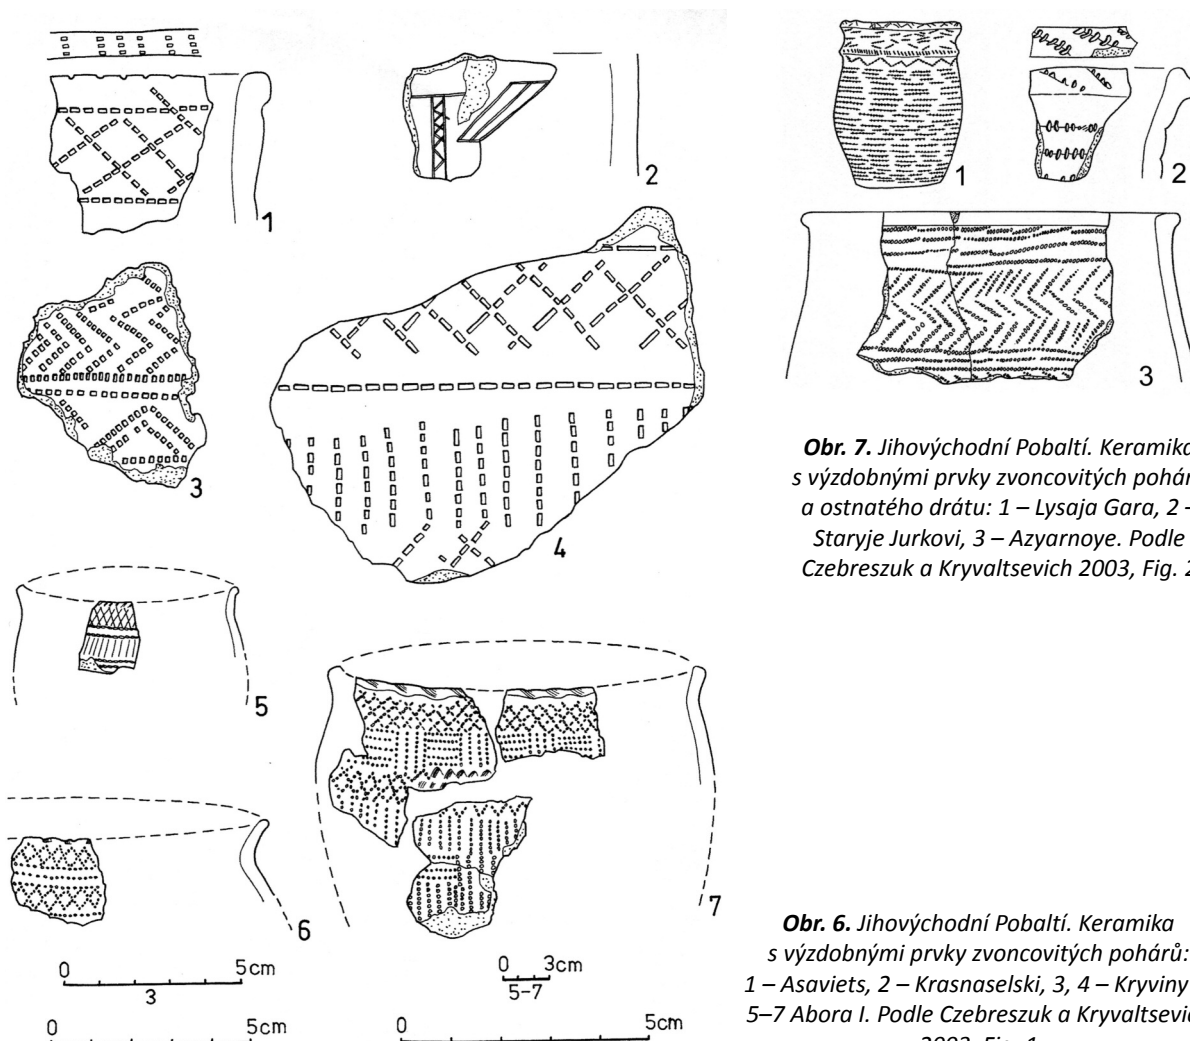 1
2
3
4
5
6
7
0 5cm
3
0 3cm
5–7
0 5cm
0 5cm
1
2
3
Obr. 7. Jihovýchodní Pobaltí. Keramika
s výzdobnými prvky zvoncovitých
a ostnatého drátu: 1 – Lysaja Gara, 2 –
Staryje Jurkovi, 3 – Azyarnoye. Podle
Czebreszuk a Kryvaltsevich 2003, Fig. 2
Obr. 6. Jihovýchodní Pobaltí. Keramika
s výzdobnými prvky zvoncovitých pohárů:
1 – Asaviets, 2 – Krasnaselski, 3, 4 – Kryviny
5–7 Abora I. Podle Czebreszuk a
2003, Fig. 1